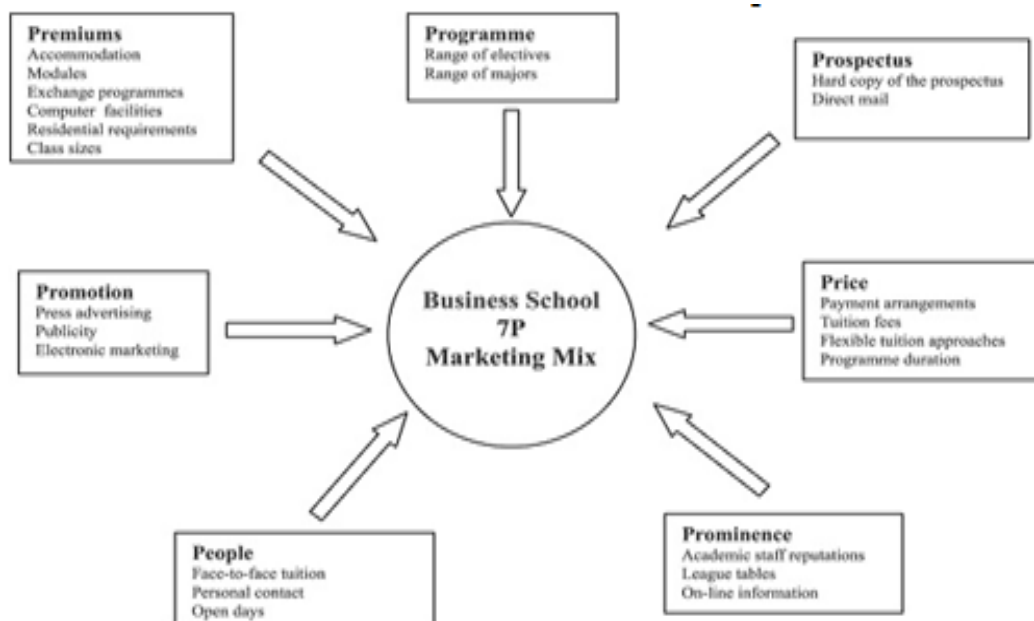 Premiums
Accommodation
Modules
Exchange programmes
Computer facilities
Residential requirements
Class sizes
Programme
Range of electives
Range of majors
Prospectus
Hard copy of the prospectus
Direct mail
Promotion
Press advertising
Publicity
Electronic marketing
Business School
7P
Marketing Mix
Price
Payment arrangements
Tuition fees
Flexible tuition approaches
Programme duration
People
Face-to-face tuition
Personal contact
Open days
Prominence
Academic staff reputations
League tables
On-line information